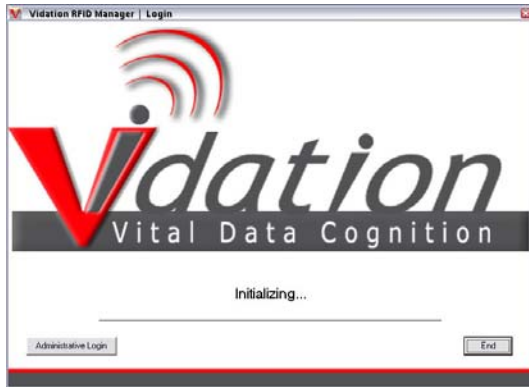 Vidation RFID Manager | Login
Vidation
Vital Data Cognition
Initializing...
Administrative Login
End